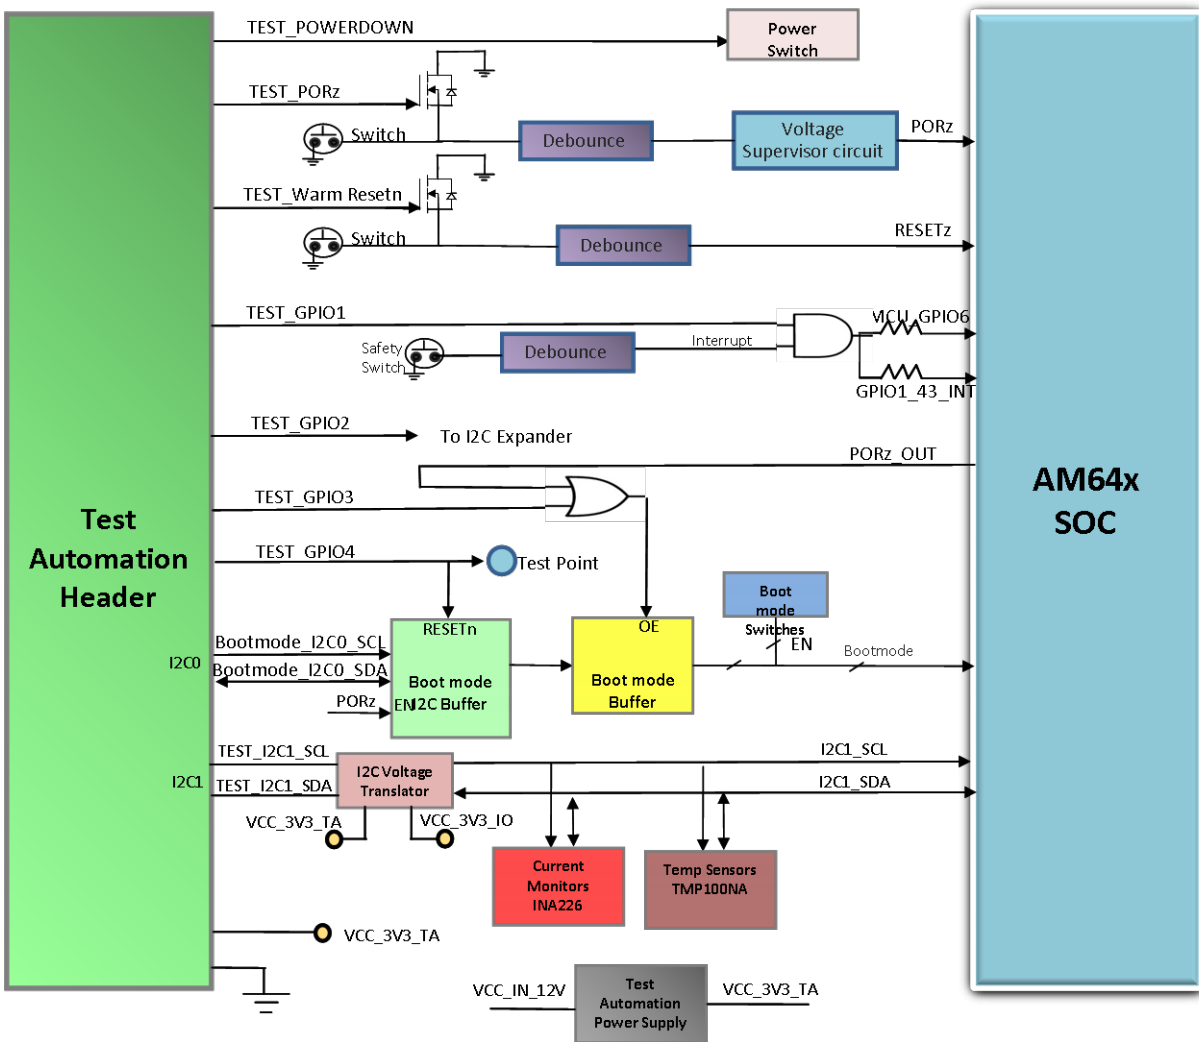 TEST_POWERDOWN
Power
Switch
TEST_PORz
Switch
Debounce
Voltage
Supervisor circuit
PORz
TEST_Warm Resetn
Switch
Debounce
RESETz
TEST_GPIO1
MCU_GPIO6
Safety
Switch
Debounce
Interrupt
GPIO1_43_INT
TEST_GPIO2
To I2C Expander
PORz_OUT
AM64x
SOC
TEST_GPIO3
Test
Automation
Header
TEST_GPIO4
Test Point
Boot
mode
Switches
RESETn
OE
EN
Bootmode_I2C0_SCL
I2C0
Bootmode_I2C0_SDA
Bootmode
Boot mode
I2C Buffer
Boot mode
Buffer
PORz
EN
TEST_I2C1_SCL
I2C1_SCL
I2C1
TEST_I2C1_SDA
I2C Voltage
Translator
I2C1_SDA
VCC_3V3_TA
VCC_3V3_IO
Current
Monitors
INA226
Temp Sensors
TMP100NA
VCC_3V3_TA
VCC_IN_12V
Test
Automation
Power Supply
VCC_3V3_TA